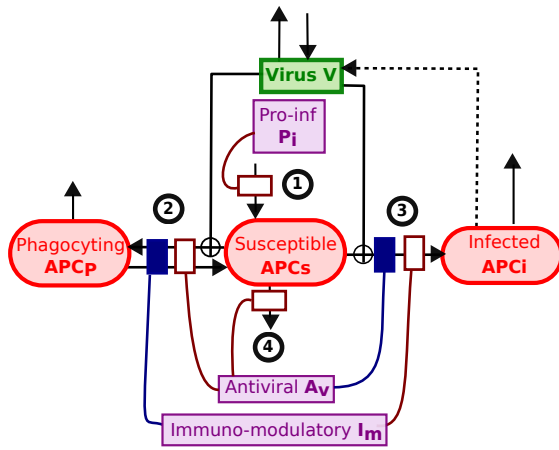 Virus V
Pro-inf
Pi
1
2
3
Phagocyting
APCP
Susceptible
APCs
Infected
APCi
4
Antiviral Av
Immuno-modulatory Im